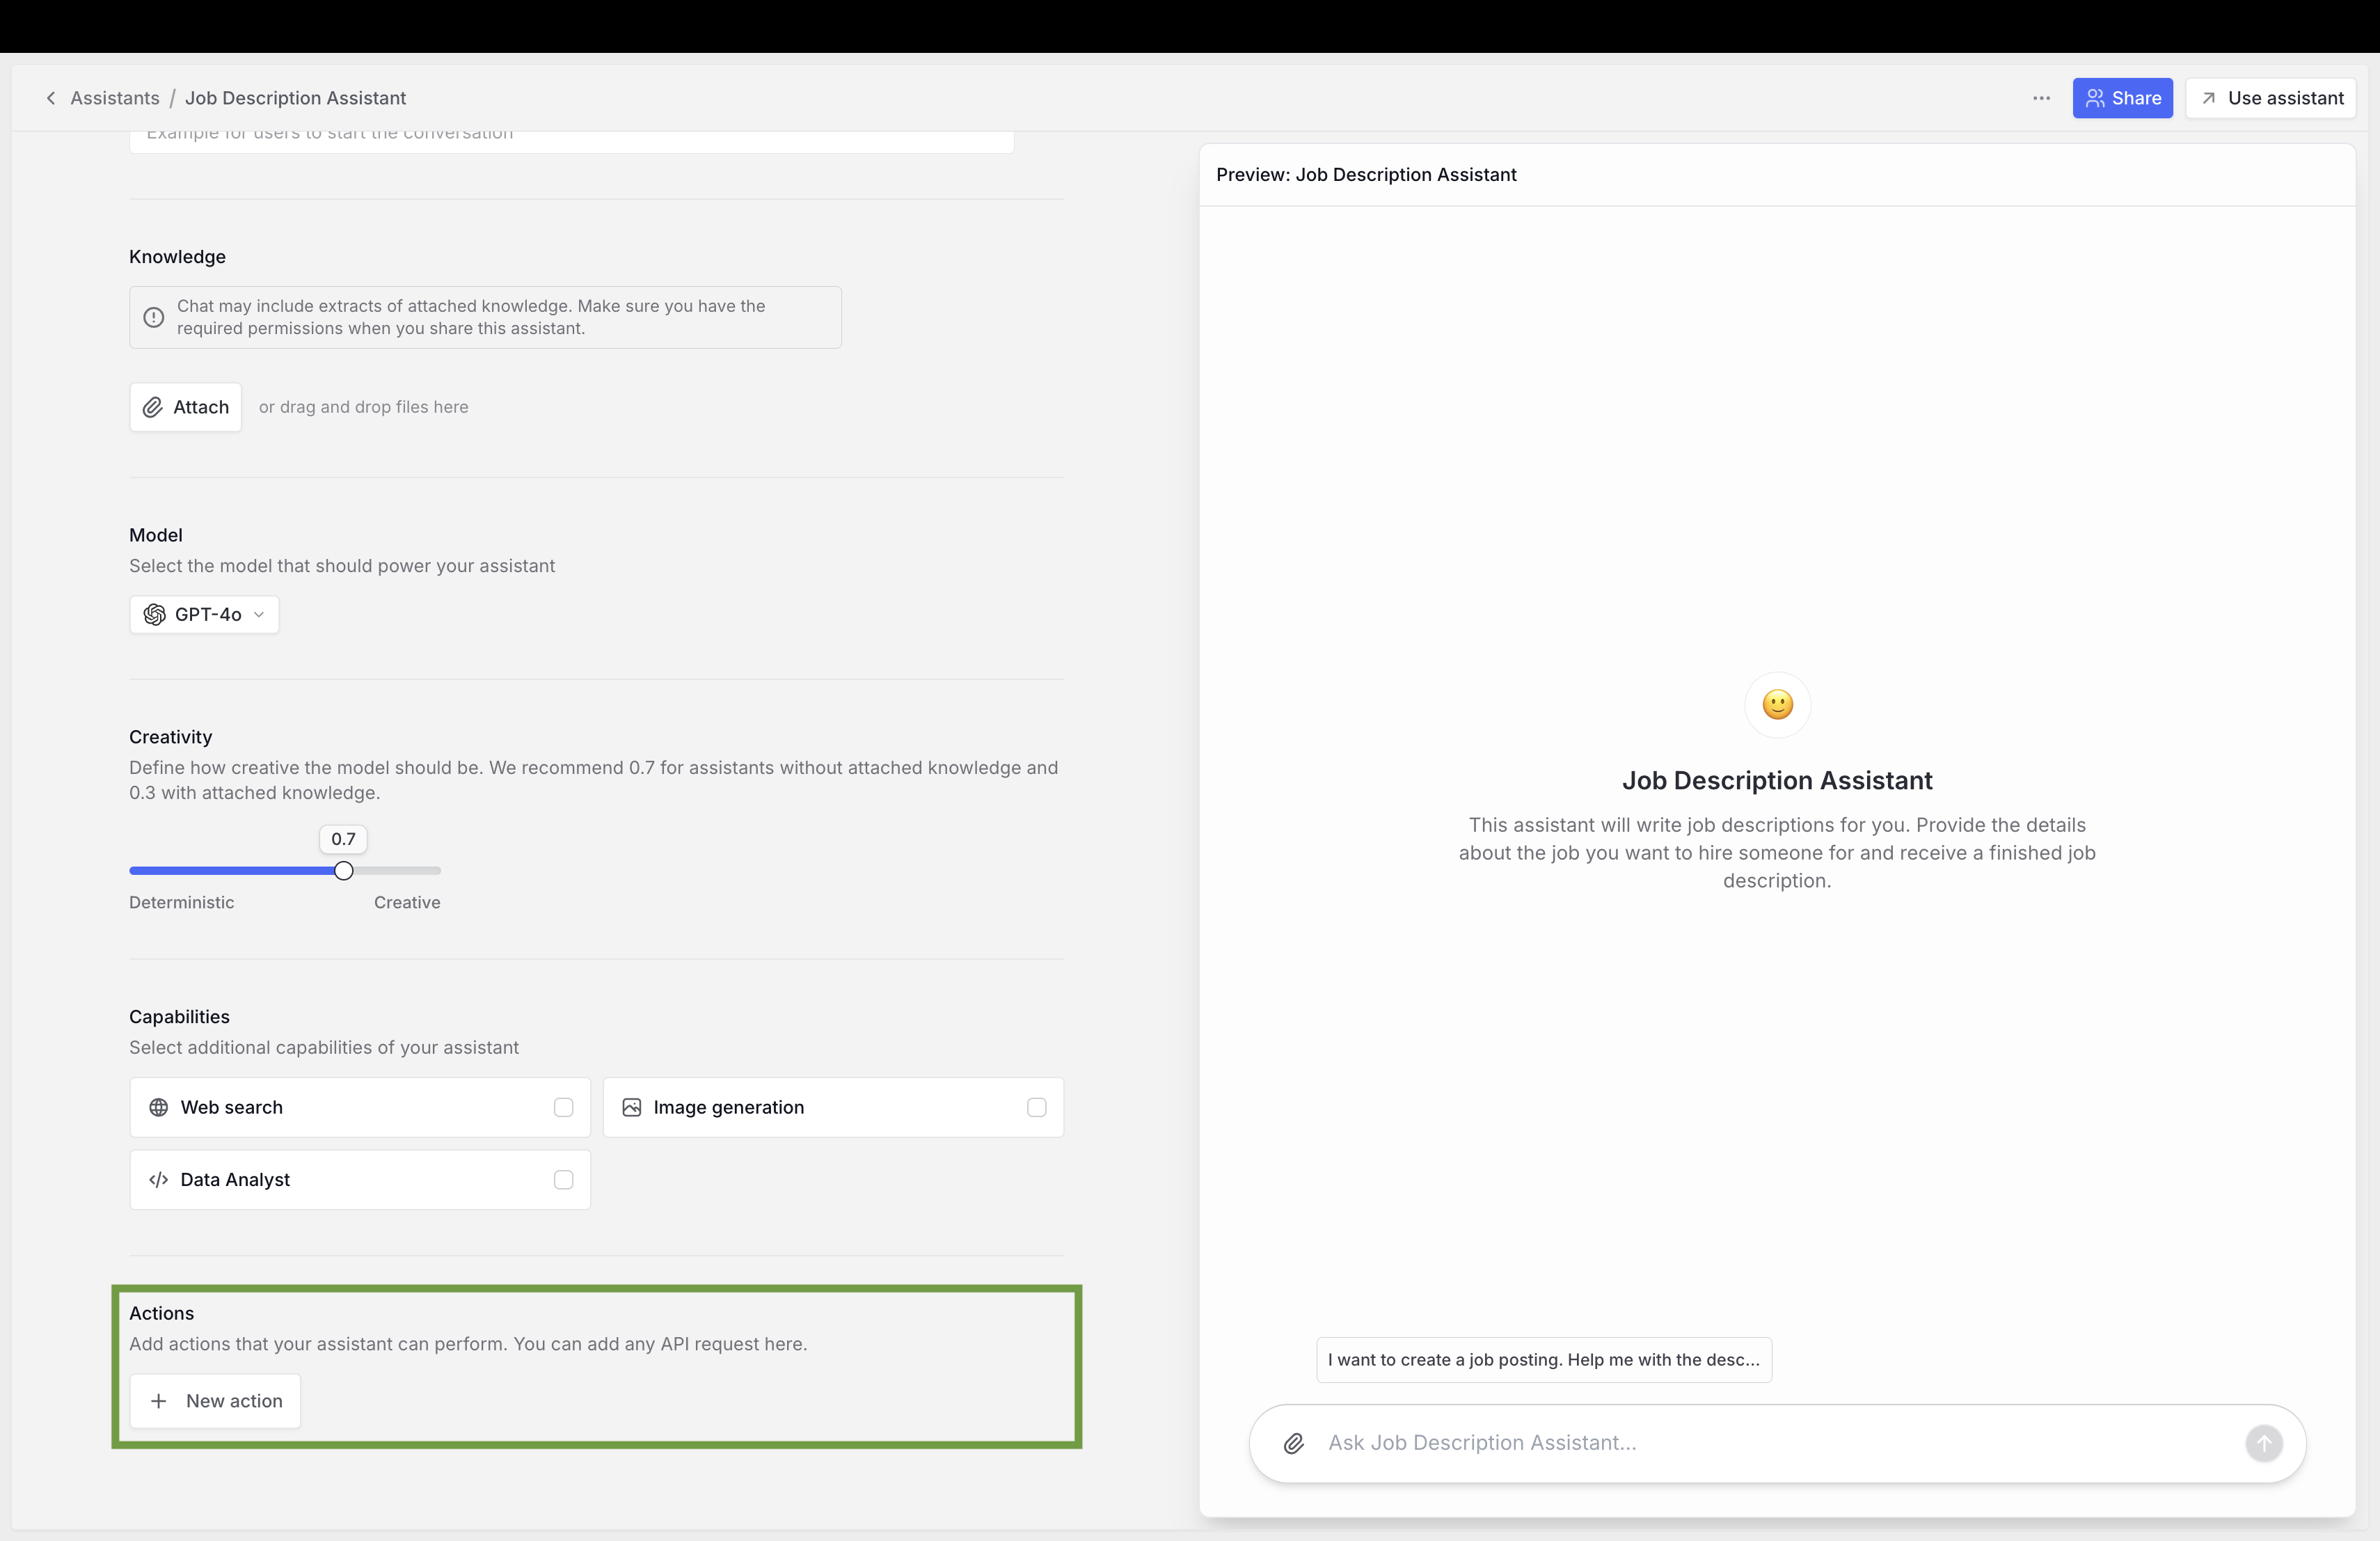 Assistants / Job Description Assistant
Share
Use assistant
Example for users to start the conversation
Knowledge
Chat may include extracts of attached knowledge. Make sure you have the
required permissions when you share this assistant.
Attach
or drag and drop files here
Model
Select the model that should power your assistant
GPT-4o
Creativity
Define how creative the model should be. We recommend 0.7 for assistants without attached knowledge and
0.3 with attached knowledge.
0.7
Deterministic
Creative
Capabilities
Select additional capabilities of your assistant
Web search
Image generation
Data Analyst
Actions
Add actions that your assistant can perform. You can add any API request here.
New action
Preview: Job Description Assistant
Job Description Assistant
This assistant will write job descriptions for you. Provide the details
about the job you want to hire someone for and receive a finished job
description.
I want to create a job posting. Help me with the desc...
Ask Job Description Assistant...